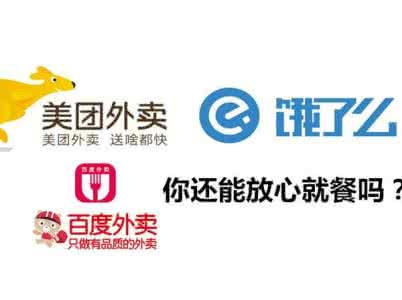 美团外卖
美团外卖 送啥都快
饿了么
百度外卖
你还能放心就餐吗？
百度外卖
只做有品质的外卖